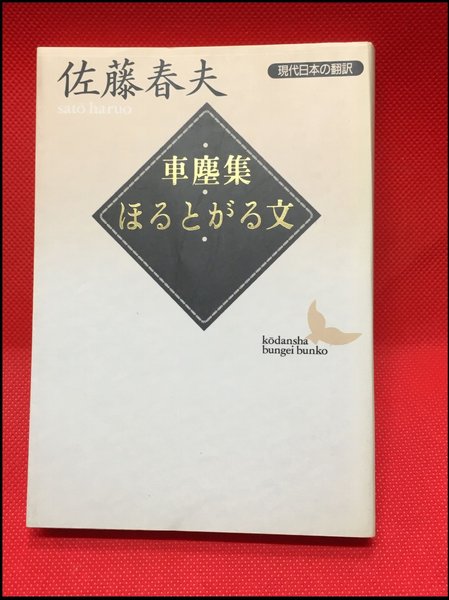 佐藤春夫
satō haruo
現代日本の翻訳
車塵集
ほるとがる文
kōdansha
bungei bunko